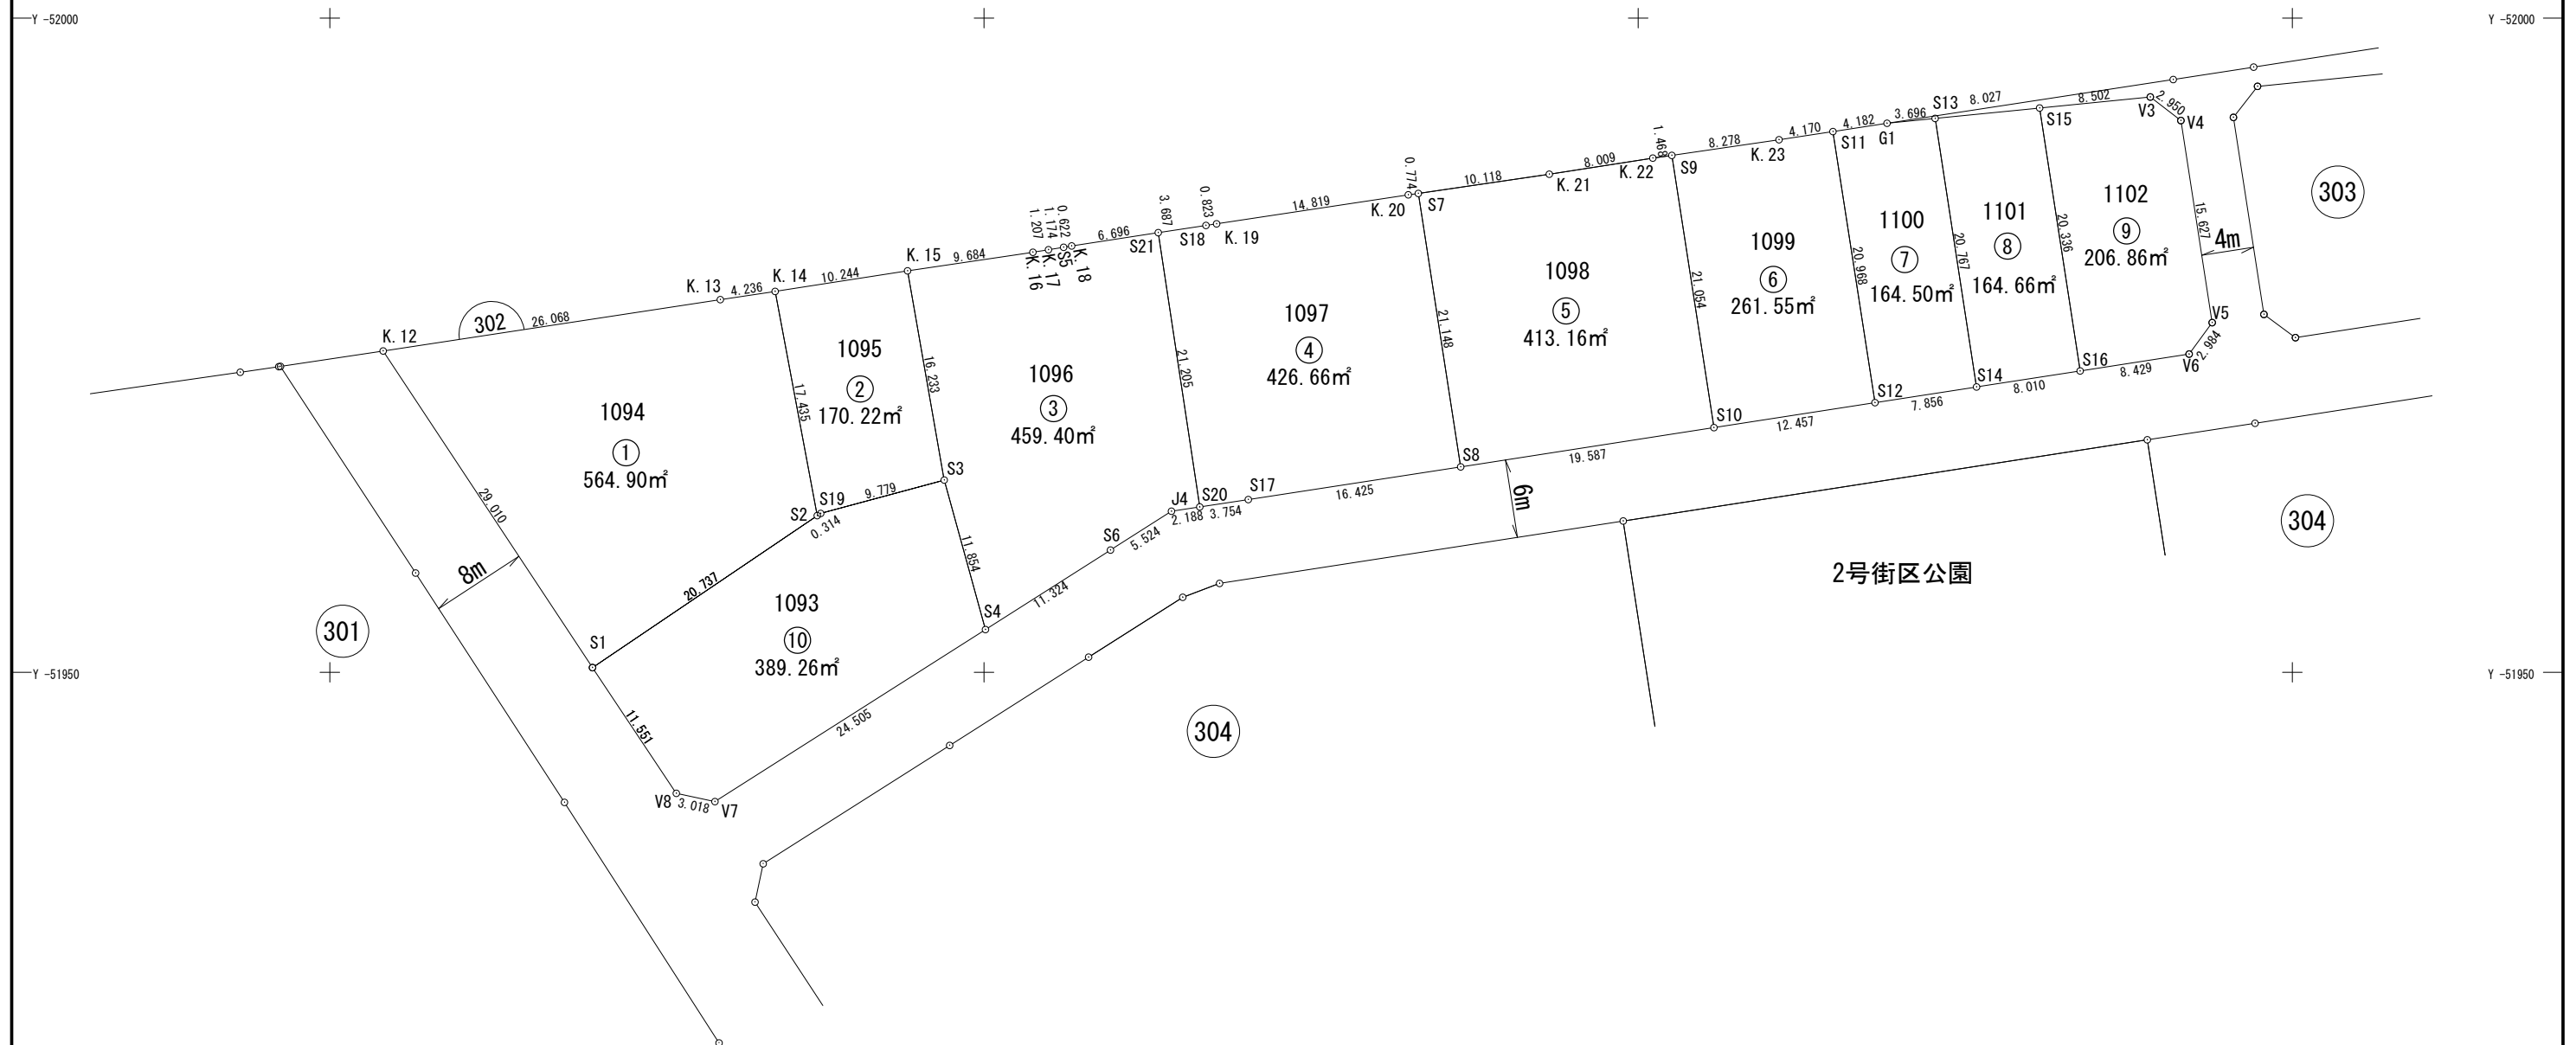 Y -52000
Y -52000
S13
8.027
8.502
2.950
V3
V4
3.696
S15
G1
4.182
S11
4.170
K.23
8.278
S9
1.468
K.22
8.009
K.21
10.118
S7
0.774
K.20
14.819
K.19
0.823
S18
3.687
S21
6.696
K.18
0.622
S5
1.174
K.17
1.207
K.16
9.684
K.15
10.244
K.14
4.236
K.13
26.068
302
K.12
303
1102
⑨
206.86㎡
15.627
4m
1101
⑧
164.66㎡
20.336
1100
⑦
164.50㎡
20.767
1099
⑥
261.55㎡
20.968
1098
⑤
413.16㎡
21.054
1097
④
426.66㎡
21.148
1096
③
459.40㎡
21.205
1095
②
170.22㎡
16.233
1094
①
564.90㎡
17.435
V5
2.984
V6
8.429
S16
8.010
S14
7.856
S12
12.457
S10
19.587
S8
16.425
S17
3.754
S20
2.188
J4
5.524
S6
11.324
S3
9.779
S19
0.314
S2
29.010
11.854
6m
8m
20.737
304
2号街区公園
301
S1
1093
⑩
389.26㎡
S4
24.505
11.551
V8
3.018
V7
304
Y -51950
Y -51950